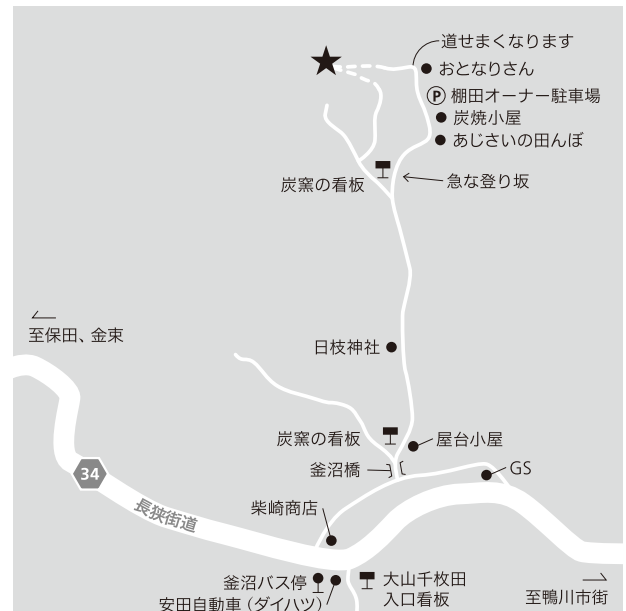 道せまくなります
おとなりさん
P 棚田オーナー駐車場
炭焼小屋
あじさいの田んぼ
炭窯の看板
急な登り坂
至保田、金束
日枝神社
炭窯の看板
屋台小屋
釜沼橋
GS
34
柴崎商店
長狭街道
釜沼バス停
大山千枚田
入口看板
安田自動車(ダイハツ)
至鴨川市街